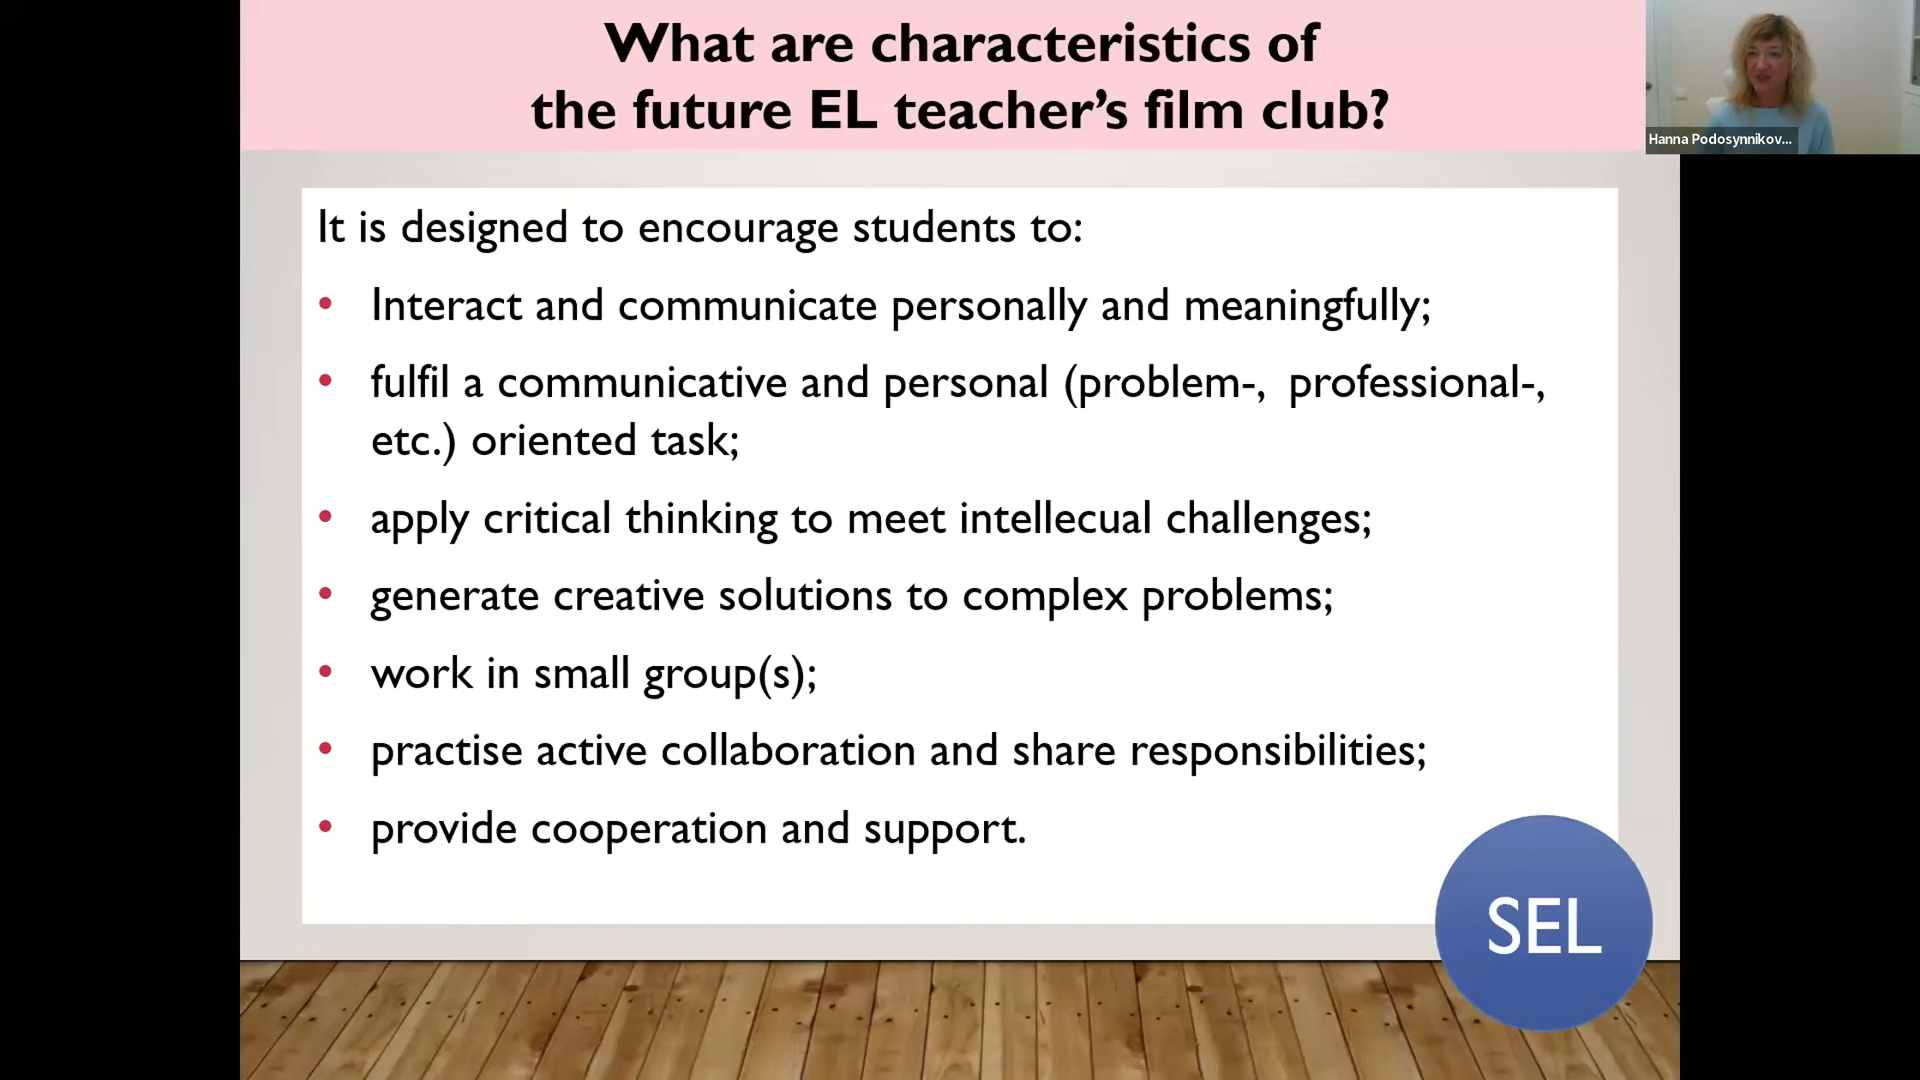 What are characteristics of
the future EL teacher's film club?
Hanna Podosynnikov...
It is designed to encourage students to:
• Interact and communicate personally and meaningfully;
• fulfil a communicative and personal (problem-, professional-,
etc.) oriented task;
• apply critical thinking to meet intellecual challenges;
• generate creative solutions to complex problems;
• work in small group(s);
• practise active collaboration and share responsibilities;
• provide cooperation and support.
SEL